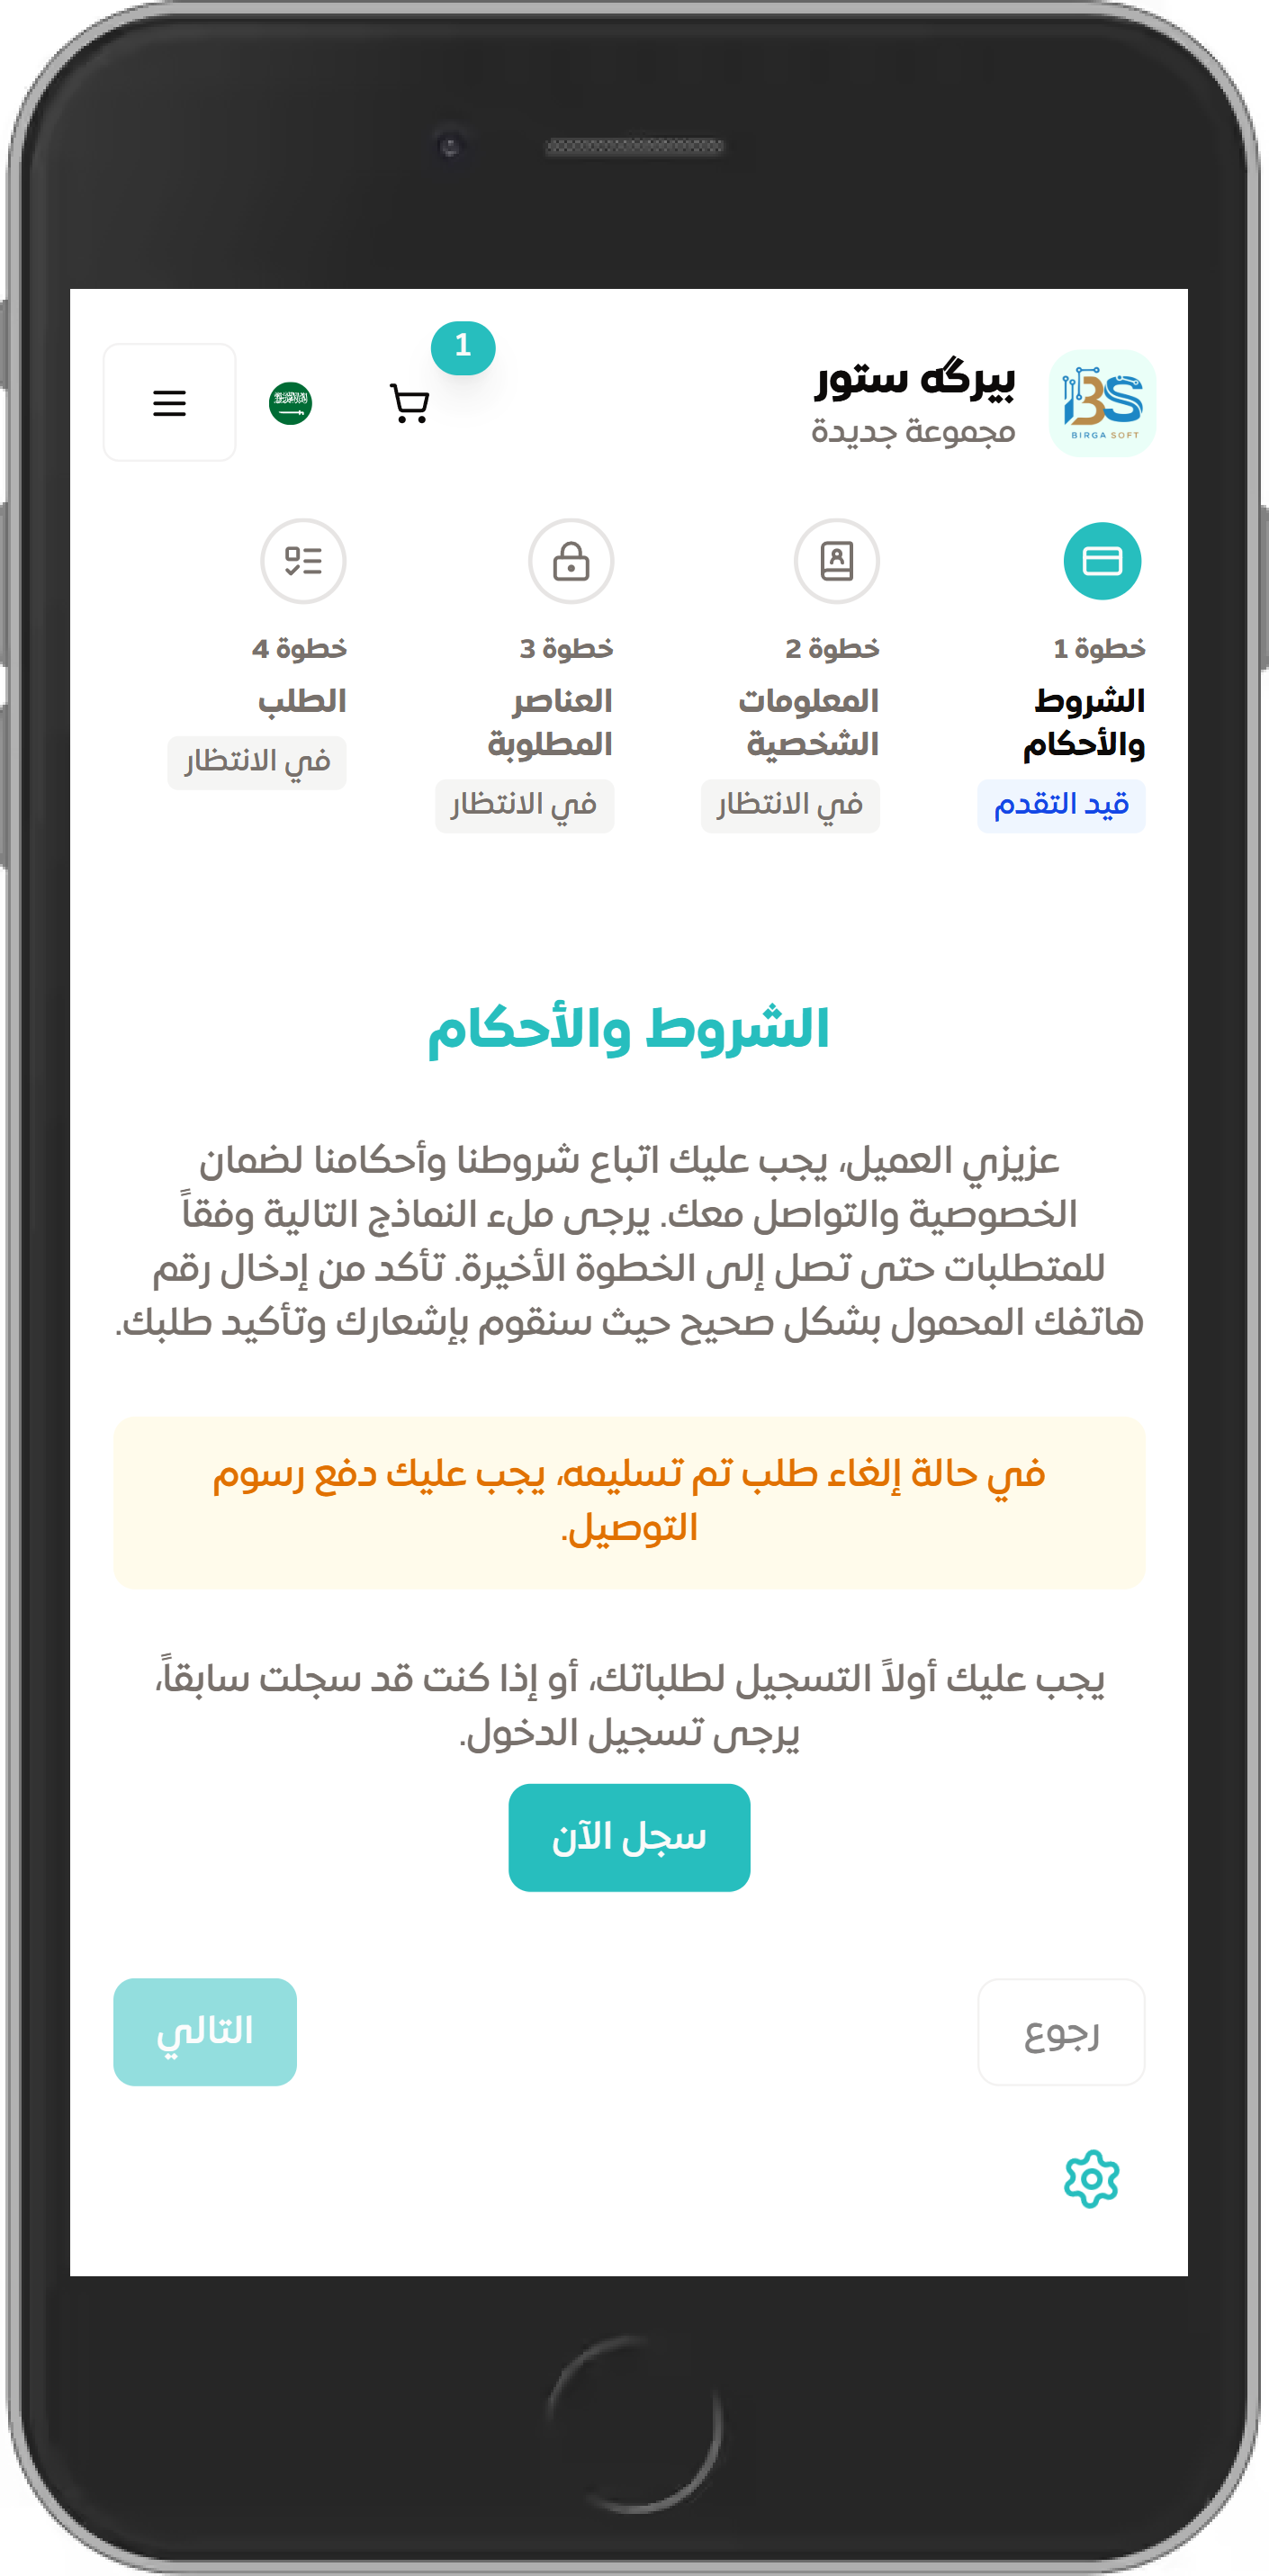 بيرگه ستور
مجموعة جديدة
BS
BIRGA SOFT
1
خطوة 1
الشروط
والأحكام
قيد التقدم
خطوة 2
المعلومات
الشخصية
في الانتظار
خطوة 3
العناصر
المطلوبة
في الانتظار
خطوة 4
الطلب
في الانتظار
الشروط والأحكام
عزيزي العميل، يجب عليك اتباع شروطنا وأحكامنا لضمان
الخصوصية والتواصل معك. يرجى ملء النماذج التالية وفقاً
للمتطلبات حتى تصل إلى الخطوة الأخيرة. تأكد من إدخال رقم
هاتفك المحمول بشكل صحيح حيث سنقوم بإشعارك وتأكيد طلبك.
في حالة إلغاء طلب تم تسليمه، يجب عليك دفع رسوم
التوصيل.
يجب عليك أولاً التسجيل لطلباتك، أو إذا كنت قد سجلت سابقاً،
يرجى تسجيل الدخول.
سجل الآن
رجوع
التالي